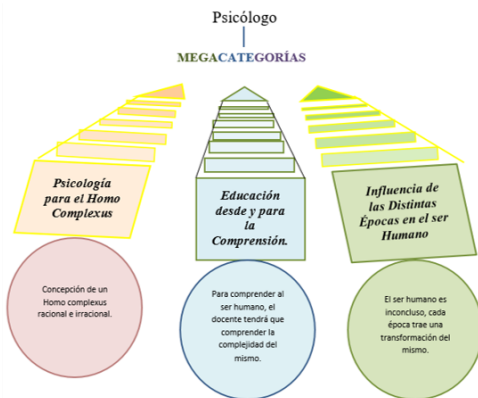 Psicólogo
MEGACATEGORÍAS
Psicología
para el Homo
Complexus
Educación
desde y para
la
Comprensión.
Influencia de
las Distintas
Épocas en el ser
Humano
Concepción de un
Homo complexus
racional e irracional.
Para comprender al
ser humano, el
docente tendrá que
comprender la
complejidad del
mismo.
El ser humano es
inconcluso, cada
época trae una
transformación del
mismo.